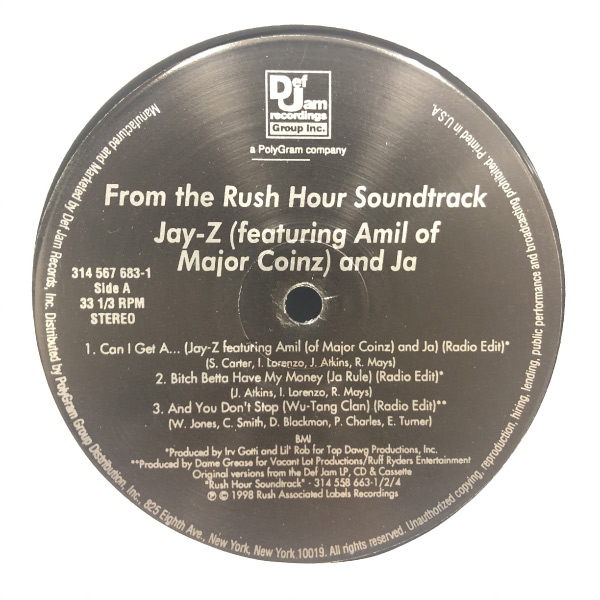 Def
Jam
recordings
Group Inc.
a PolyGram company
From the Rush Hour Soundtrack
Jay-Z (featuring Amil of
Major Coinz) and Ja
314 567 683-1
Side A
33 1/3 RPM
STEREO
1. Can I Get A... (Jay-Z featuring Amil (of Major Coinz) and Ja) (Radio Edit)*
(S. Carter, I. Lorenzo, J. Atkins, R. Mays)
2. Bitch Betta Have My Money (Ja Rule) (Radio Edit)*
(J. Atkins, I. Lorenzo, R. Mays)
3. And You Don't Stop (Wu-Tang Clan) (Radio Edit)**
(W. Jones, C. Smith, D. Blackmon, P. Charles, E. Turner)
BMI
*Produced by Irv Gotti and Lil' Rob for Top Dawg Productions, Inc.
**Produced by Dame Grease for Vacant Lot Productions/Ruff Ryders Entertainment
Original versions from the Def Jam LP, CD & Cassette
"Rush Hour Soundtrack" - 314 558 663-1/2/4
℗ © 1998 Rush Associated Labels Recordings
Manufactured and Marketed by Def Jam Records, Inc. Distributed by PolyGram Group Distribution, Inc., 825 Eighth Ave., New York, New York 10019. All rights reserved. Unauthorized copying, reproduction, hiring, lending, public performance and broadcasting prohibited. Printed in U.S.A.